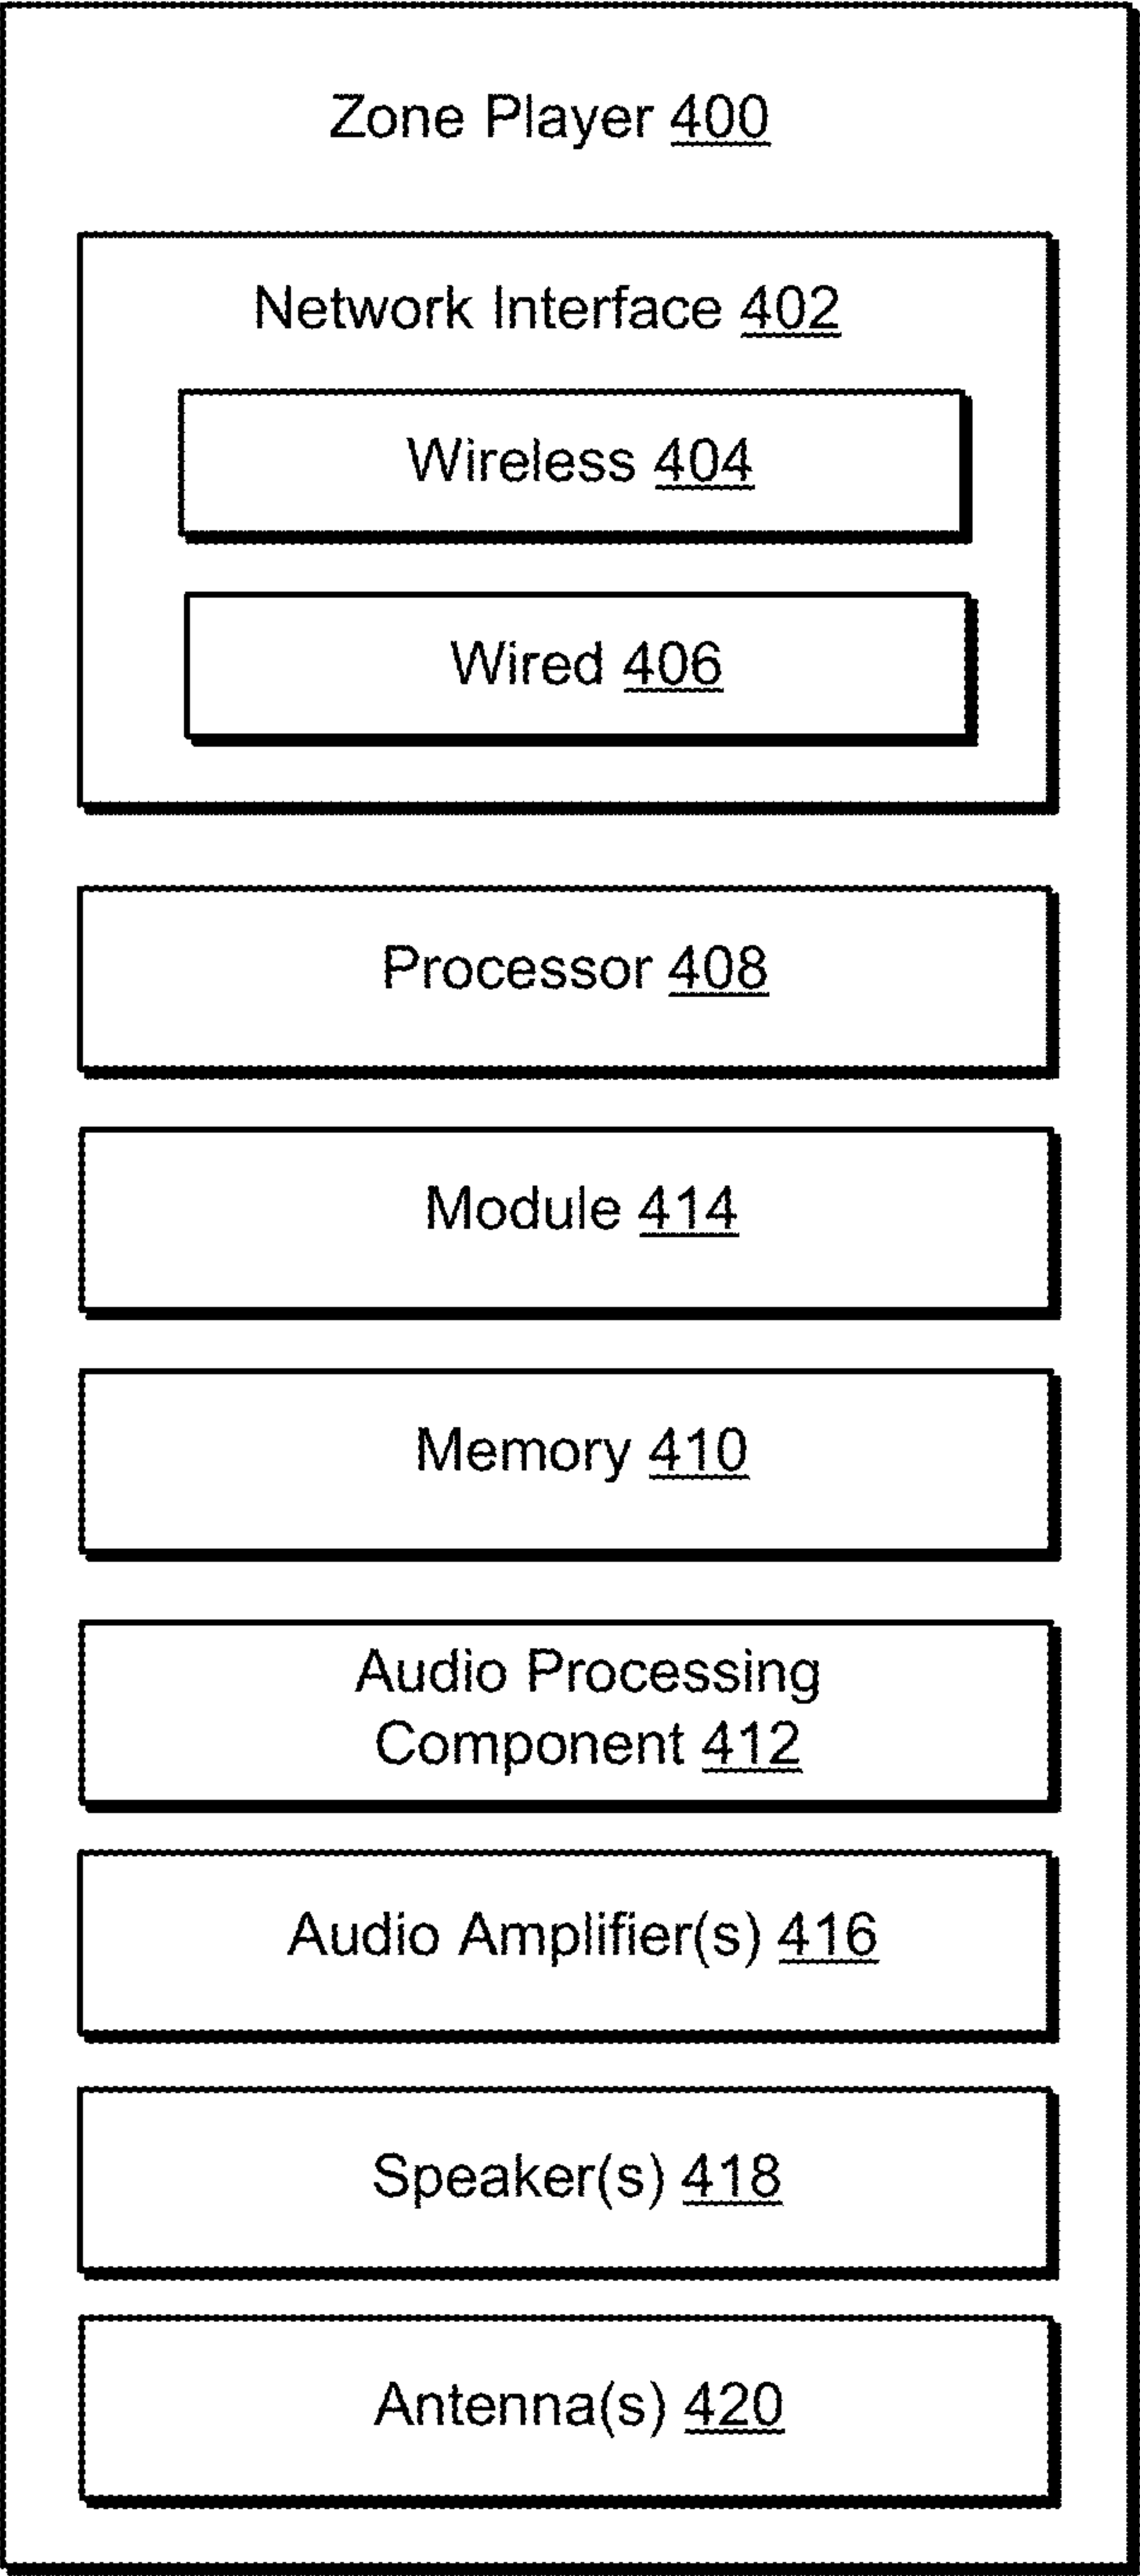 Zone Player 400
Network Interface 402
Wireless 404
Wired 406
Processor 408
Module 414
Memory 410
Audio Processing
Component 412
Audio Amplifier(s) 416
Speaker(s) 418
Antenna(s) 420